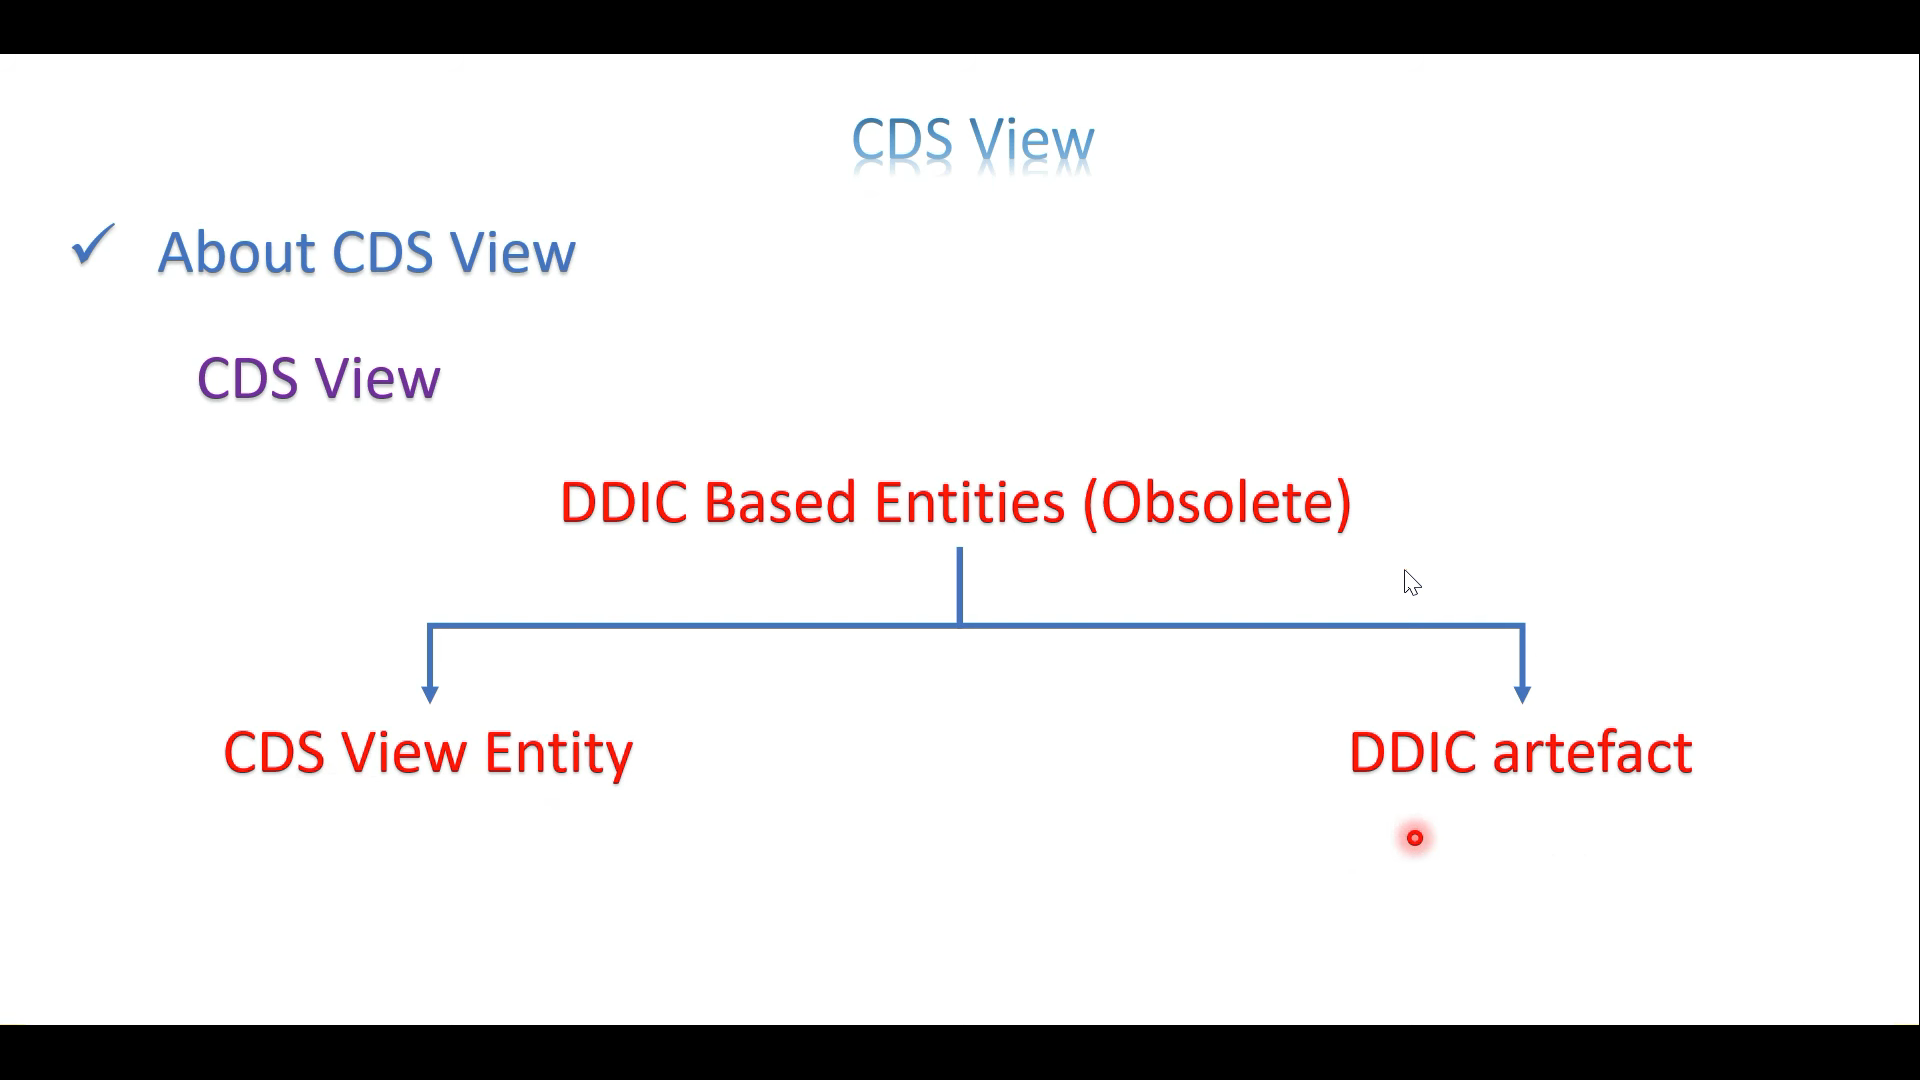 CDS View
✓ About CDS View
CDS View
DDIC Based Entities (Obsolete)
CDS View Entity
DDIC artefact